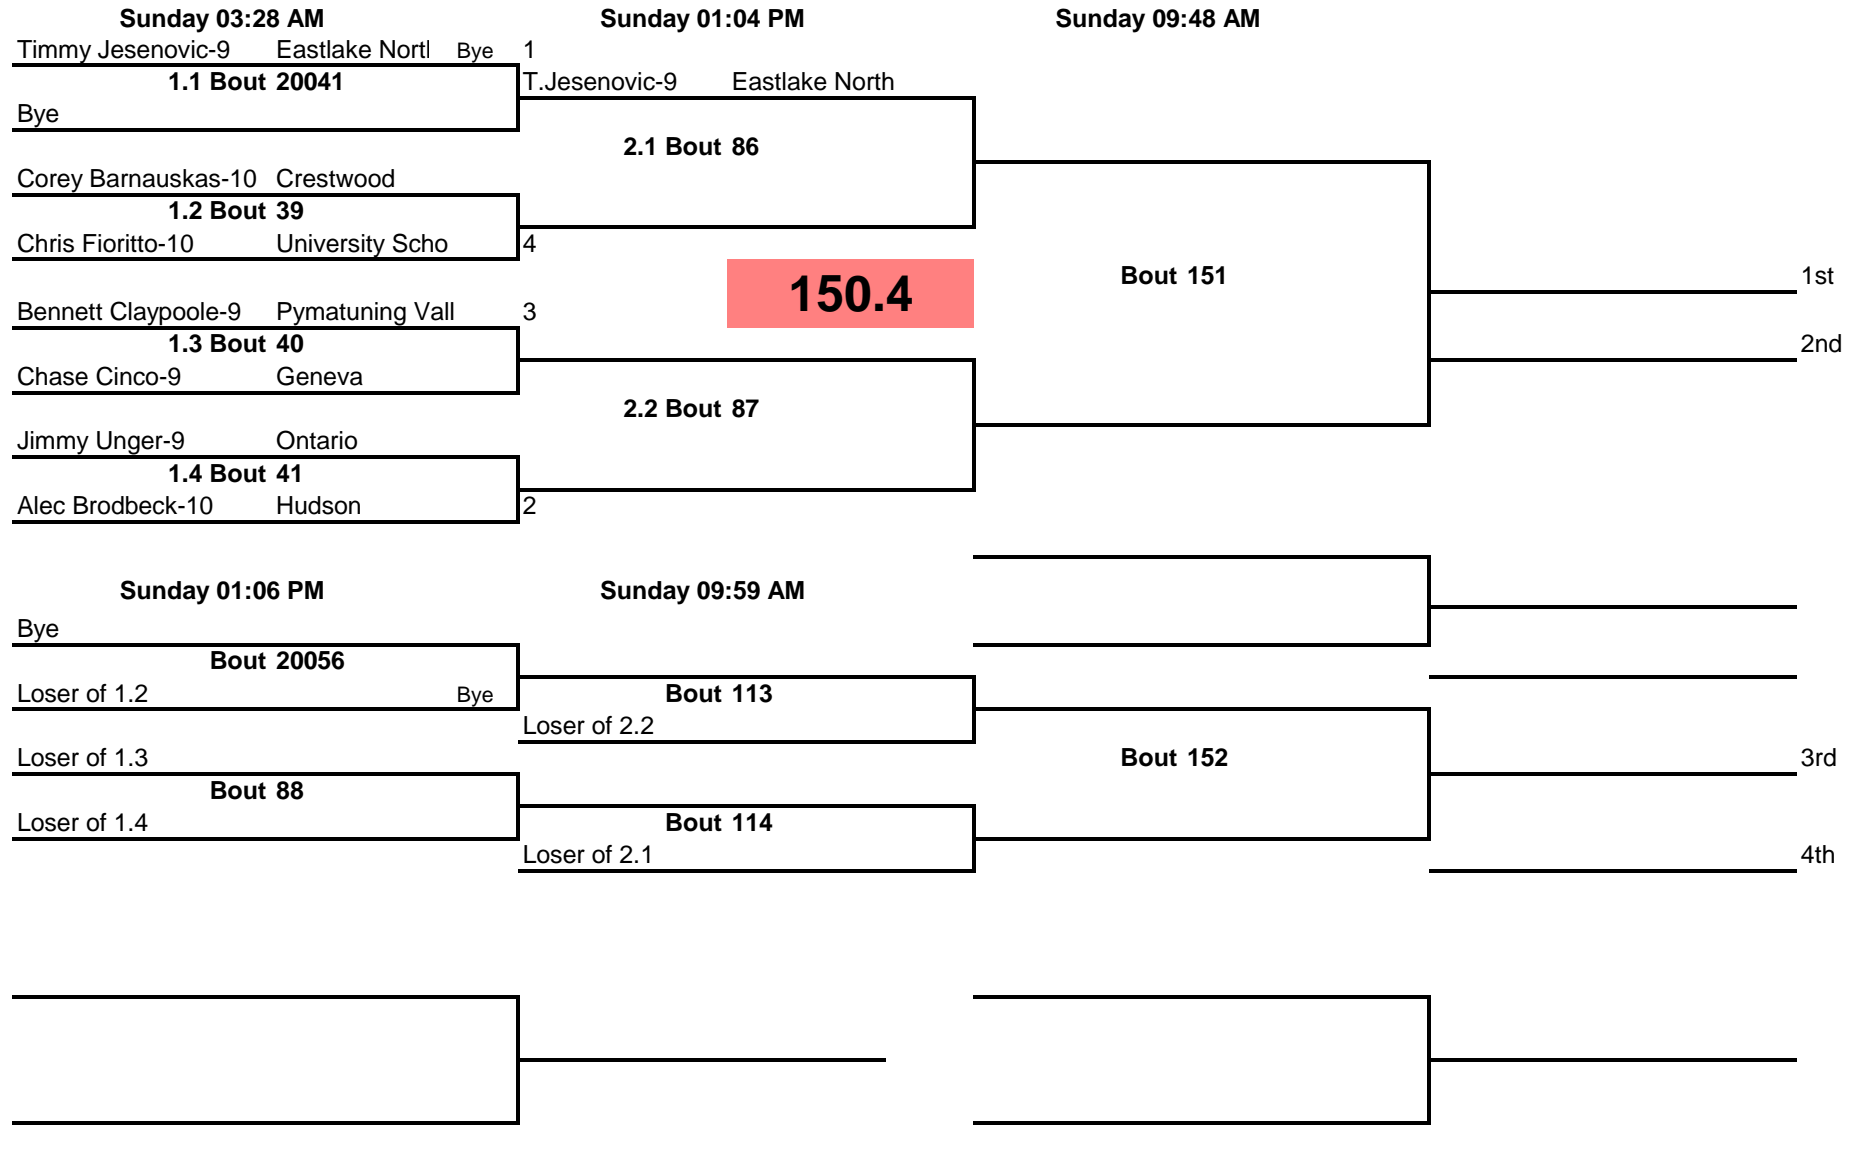 Sunday 03:28 AM Sunday 01:04 PM Sunday 09:48 AM
Timmy Jesenovic-9 Eastlake Nortl Bye 1
1.1 Bout 20041 T.Jesenovic-9 Eastlake North
Bye
2.1 Bout 86
Corey Barnauskas-10 Crestwood
1.2 Bout 39
Chris Fioritto-10 University Scho 4
150.4 Bout 151 1st
Bennett Claypoole-9 Pymatuning Vall 3
1.3 Bout 40 2nd
Chase Cinco-9 Geneva
2.2 Bout 87
Jimmy Unger-9 Ontario
1.4 Bout 41
Alec Brodbeck-10 Hudson 2
Sunday 01:06 PM Sunday 09:59 AM
Bye
Bout 20056
Loser of 1.2 Bye Bout 113
Loser of 2.2
Loser of 1.3 Bout 152 3rd
Bout 88
Loser of 1.4 Bout 114
Loser of 2.1 4th